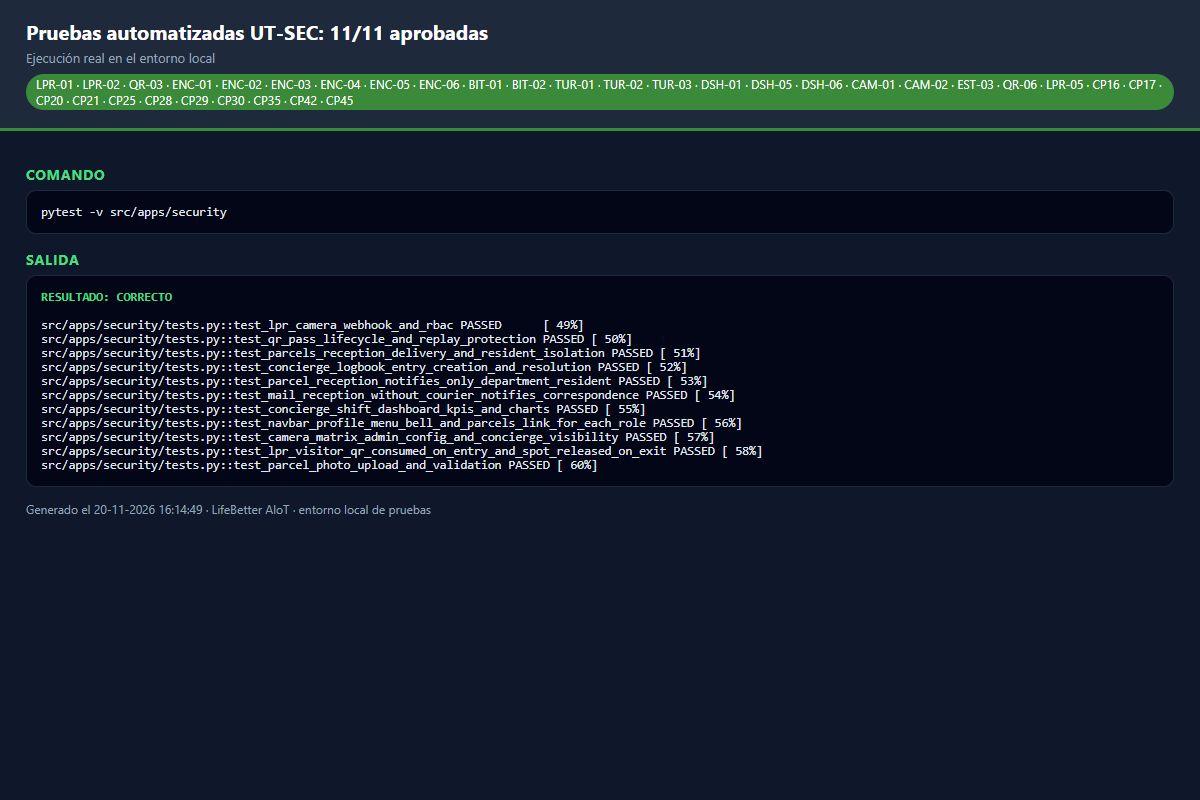 Pruebas automatizadas UT-SEC: 11/11 aprobadas
Ejecución real en el entorno local
LPR-01 · LPR-02 · QR-03 · ENC-01 · ENC-02 · ENC-03 · ENC-04 · ENC-05 · ENC-06 · BIT-01 · BIT-02 · TUR-01 · TUR-02 · TUR-03 · DSH-01 · DSH-05 · DSH-06 · CAM-01 · CAM-02 · EST-03 · QR-06 · LPR-05 · CP16 · CP17 ·
CP20 · CP21 · CP25 · CP28 · CP29 · CP30 · CP35 · CP42 · CP45
COMANDO
pytest -v src/apps/security
SALIDA
RESULTADO: CORRECTO
src/apps/security/tests.py::test_lpr_camera_webhook_and_rbac PASSED      [ 49%]
src/apps/security/tests.py::test_qr_pass_lifecycle_and_replay_protection PASSED [ 50%]
src/apps/security/tests.py::test_parcels_reception_delivery_and_resident_isolation PASSED [ 51%]
src/apps/security/tests.py::test_concierge_logbook_entry_creation_and_resolution PASSED [ 52%]
src/apps/security/tests.py::test_parcel_reception_notifies_only_department_resident PASSED [ 53%]
src/apps/security/tests.py::test_mail_reception_without_courier_notifies_correspondence PASSED [ 54%]
src/apps/security/tests.py::test_concierge_shift_dashboard_kpis_and_charts PASSED [ 55%]
src/apps/security/tests.py::test_navbar_profile_menu_bell_and_parcels_link_for_each_role PASSED [ 56%]
src/apps/security/tests.py::test_camera_matrix_admin_config_and_concierge_visibility PASSED [ 57%]
src/apps/security/tests.py::test_lpr_visitor_qr_consumed_on_entry_and_spot_released_on_exit PASSED [ 58%]
src/apps/security/tests.py::test_parcel_photo_upload_and_validation PASSED [ 60%]
Generado el 20-11-2026 16:14:49 · LifeBetter AIoT · entorno local de pruebas